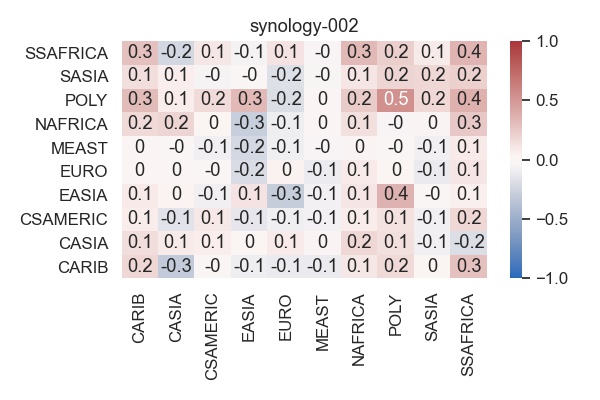 synology-002
SSAFRICA 0.3 -0.2 0.1 -0.1 0.1 -0 0.3 0.2 0.1 0.4 1.0
SASIA 0.1 0.1 -0 -0 -0.2 -0 0.1 0.2 0.2 0.2
POLY 0.3 0.1 0.2 0.3 -0.2 0 0.2 0.5 0.2 0.4 0.5
NAFRICA 0.2 0.2 0 -0.3 -0.1 0 0.1 -0 0 0.3
MEAST 0 -0 -0.1 -0.2 -0.1 -0 0 -0 -0.1 0.1 0.0
EURO 0 0 -0 -0.2 0 -0.1 0.1 0 -0.1 0.1
EASIA 0.1 0 -0.1 0.1 -0.3 -0.1 0.1 0.4 -0 0.1
CSAMERIC 0.1 -0.1 0.1 -0.1 -0.1 -0.1 0.1 0.1 -0.1 0.2 −0.5
CASIA 0.1 0.1 0.1 0 0.1 0 0.2 0.1 -0.1 -0.2
CARIB 0.2 -0.3 -0 -0.1 -0.1 -0.1 0.1 0.2 0 0.3 −1.0
CARIB CASIA CSAMERIC EASIA EURO MEAST NAFRICA POLY SASIA SSAFRICA